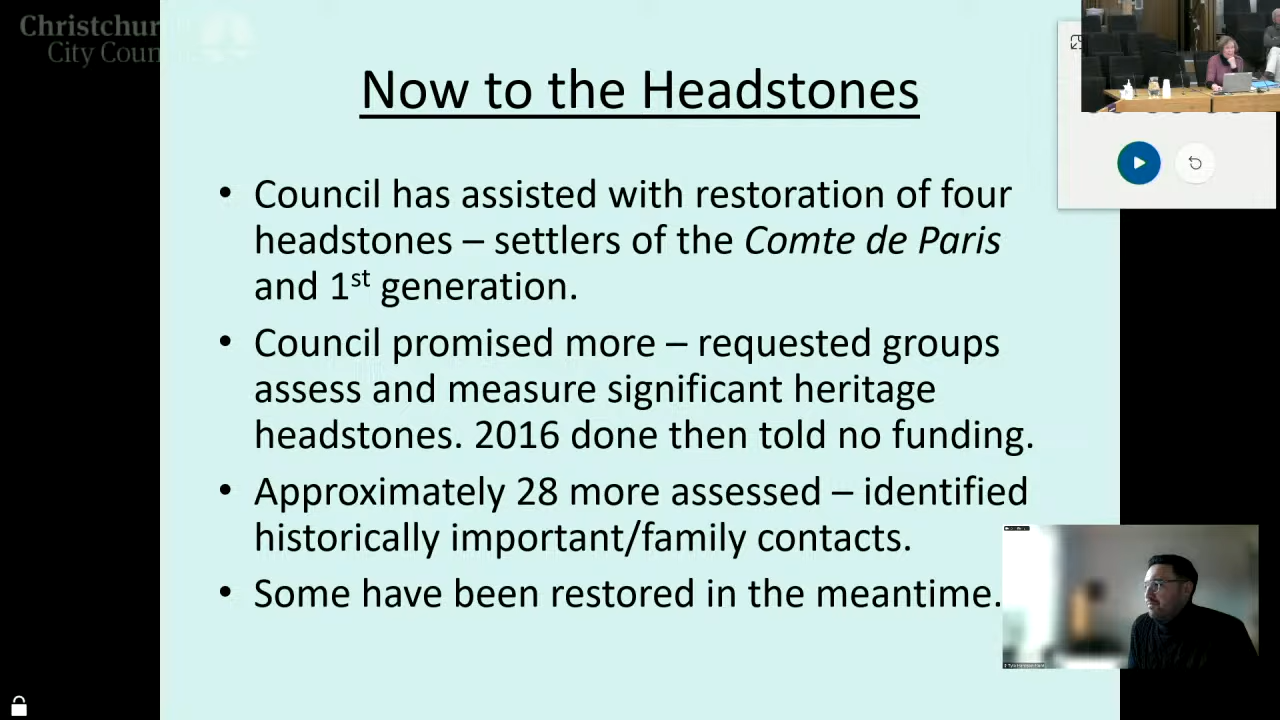 Christchur
City Coun
Now to the Headstones
• Council has assisted with restoration of four
headstones – settlers of the Comte de Paris
and 1st generation.
• Council promised more – requested groups
assess and measure significant heritage
headstones. 2016 done then told no funding.
• Approximately 28 more assessed – identified
historically important/family contacts.
• Some have been restored in the meantime.